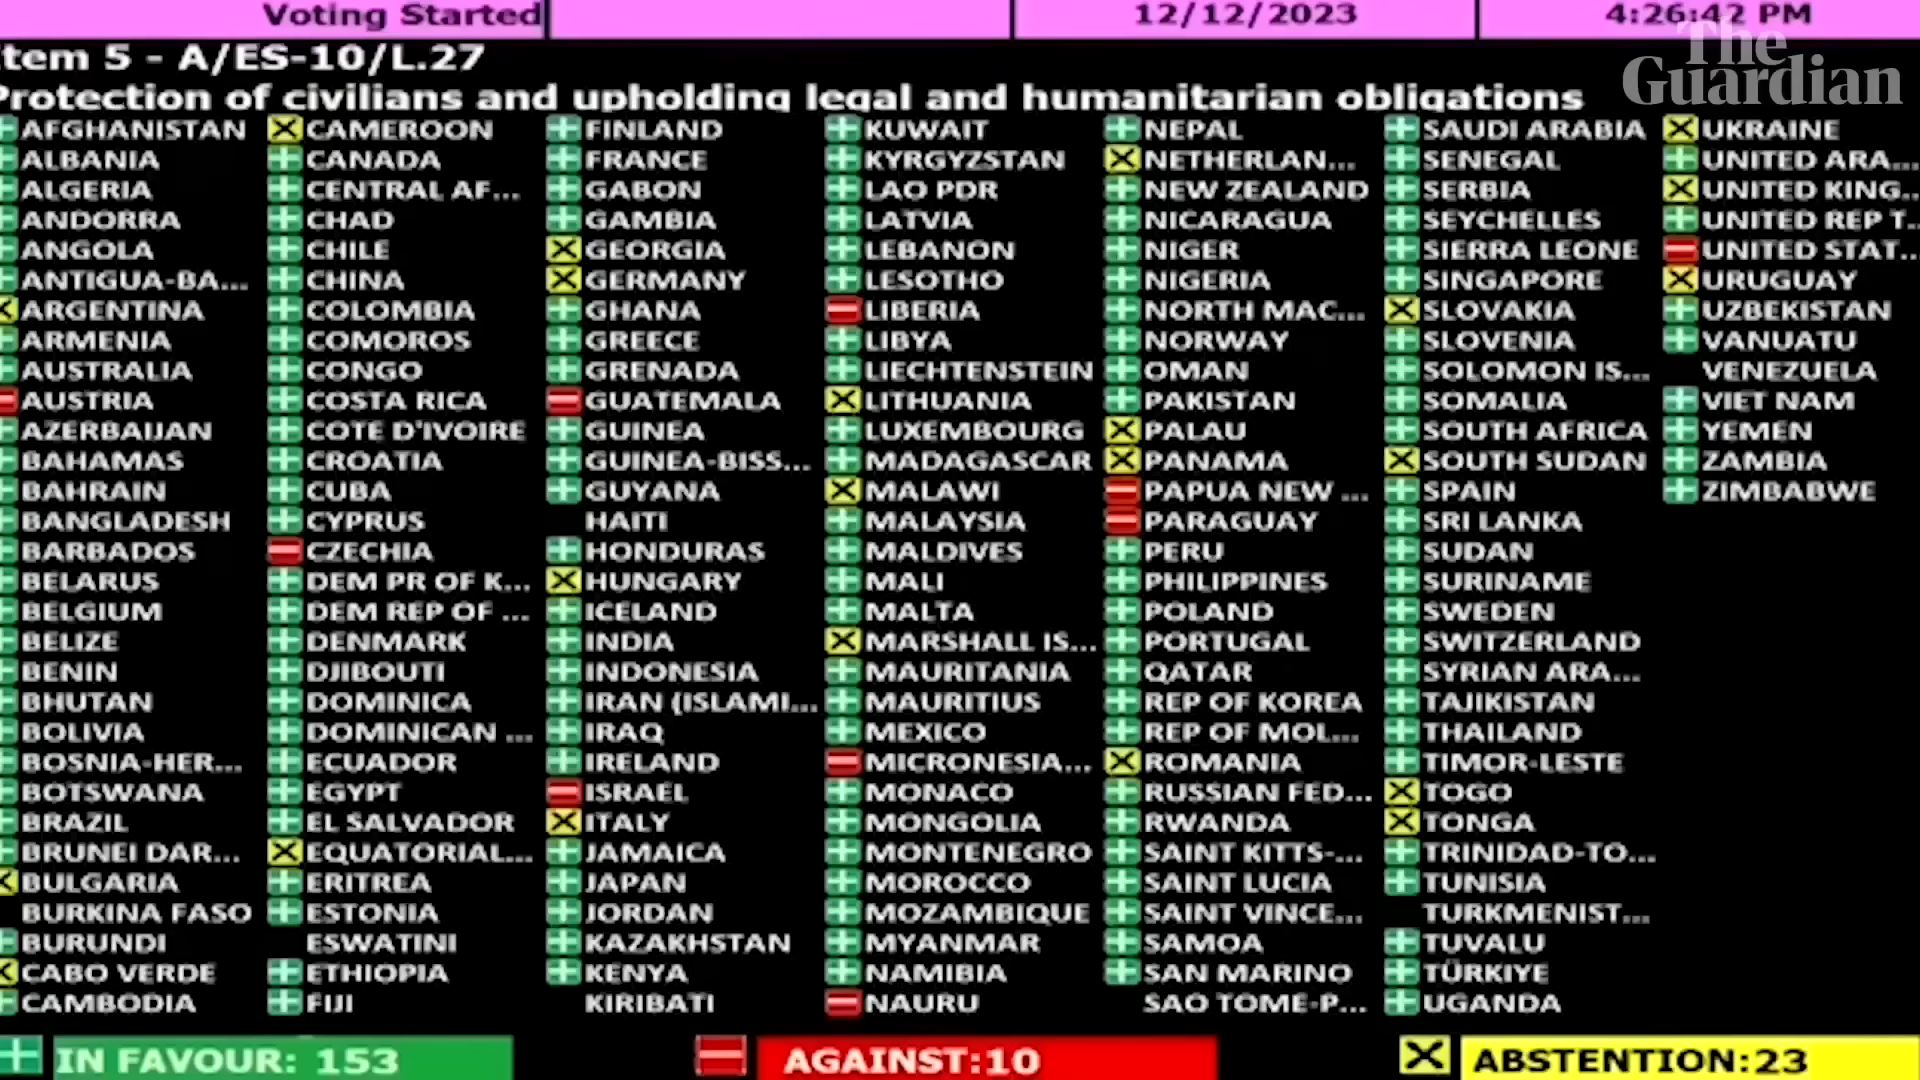 Voting Started 12/12/2023 4:26:42 PM
tem 5 - A/ES-10/L.27
The Guardian
Protection of civilians and upholding legal and humanitarian obligations
AFGHANISTAN CAMEROON FINLAND KUWAIT NEPAL SAUDI ARABIA UKRAINE
ALBANIA CANADA FRANCE KYRGYZSTAN NETHERLAN... SENEGAL UNITED ARA...
ALGERIA CENTRAL AF... GABON LAO PDR NEW ZEALAND SERBIA UNITED KING...
ANDORRA CHAD GAMBIA LATVIA NICARAGUA SEYCHELLES UNITED REP T...
ANGOLA CHILE GEORGIA LEBANON NIGER SIERRA LEONE UNITED STAT...
ANTIGUA-BA... CHINA GERMANY LESOTHO NIGERIA SINGAPORE URUGUAY
ARGENTINA COLOMBIA GHANA LIBERIA NORTH MAC... SLOVAKIA UZBEKISTAN
ARMENIA COMOROS GREECE LIBYA NORWAY SLOVENIA VANUATU
AUSTRALIA CONGO GRENADA LIECHTENSTEIN OMAN SOLOMON IS... VENEZUELA
AUSTRIA COSTA RICA GUATEMALA LITHUANIA PAKISTAN SOMALIA VIET NAM
AZERBAIJAN COTE D'IVOIRE GUINEA LUXEMBOURG PALAU SOUTH AFRICA YEMEN
BAHAMAS CROATIA GUINEA-BISS... MADAGASCAR PANAMA SOUTH SUDAN ZAMBIA
BAHRAIN CUBA GUYANA MALAWI PAPUA NEW ... SPAIN ZIMBABWE
BANGLADESH CYPRUS HAITI MALAYSIA PARAGUAY SRI LANKA
BARBADOS CZECHIA HONDURAS MALDIVES PERU SUDAN
BELARUS DEM PR OF K... HUNGARY MALI PHILIPPINES SURINAME
BELGIUM DEM REP OF ... ICELAND MALTA POLAND SWEDEN
BELIZE DENMARK INDIA MARSHALL IS... PORTUGAL SWITZERLAND
BENIN DJIBOUTI INDONESIA MAURITANIA QATAR SYRIAN ARA...
BHUTAN DOMINICA IRAN (ISLAMI... MAURITIUS REP OF KOREA TAJIKISTAN
BOLIVIA DOMINICAN ... IRAQ MEXICO REP OF MOL... THAILAND
BOSNIA-HER... ECUADOR IRELAND MICRONESIA... ROMANIA TIMOR-LESTE
BOTSWANA EGYPT ISRAEL MONACO RUSSIAN FED... TOGO
BRAZIL EL SALVADOR ITALY MONGOLIA RWANDA TONGA
BRUNEI DAR... EQUATORIAL... JAMAICA MONTENEGRO SAINT KITTS-... TRINIDAD-TO...
BULGARIA ERITREA JAPAN MOROCCO SAINT LUCIA TUNISIA
BURKINA FASO ESTONIA JORDAN MOZAMBIQUE SAINT VINCE... TURKMENIST...
BURUNDI ESWATINI KAZAKHSTAN MYANMAR SAMOA TUVALU
CABO VERDE ETHIOPIA KENYA NAMIBIA SAN MARINO TÜRKIYE
CAMBODIA FIJI KIRIBATI NAURU SAO TOME-P... UGANDA
IN FAVOUR: 153 AGAINST:10 ABSTENTION:23